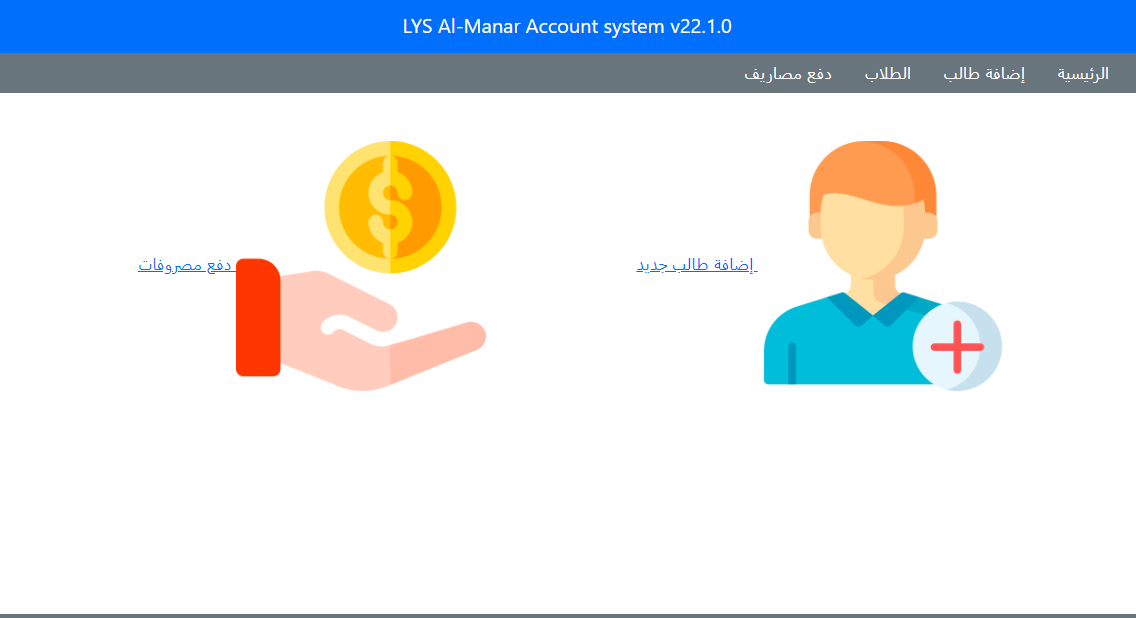 LYS Al-Manar Account system v22.1.0
الرئيسية إضافة طالب الطلاب دفع مصاريف
إضافة طالب جديد
دفع مصروفات